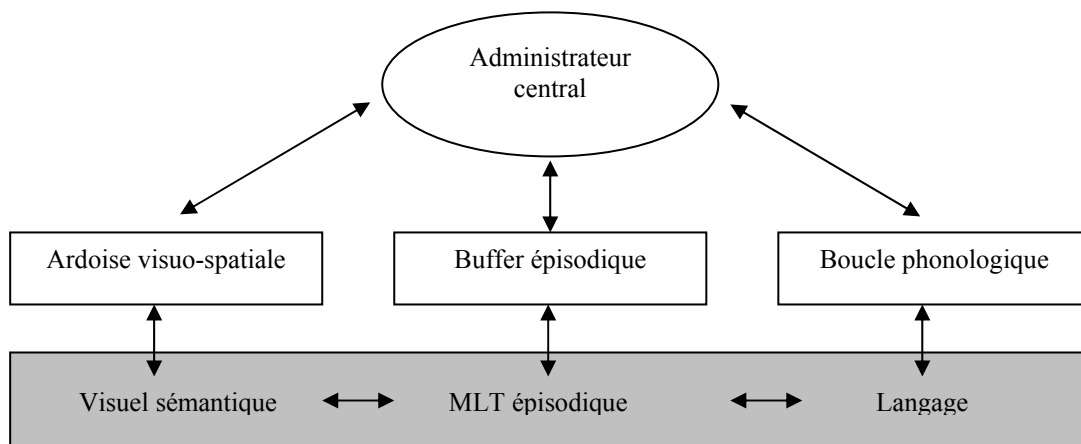 Administrateur
central
Ardoise visuo-spatiale
Buffer épisodique
Boucle phonologique
Visuel sémantique
MLT épisodique
Langage